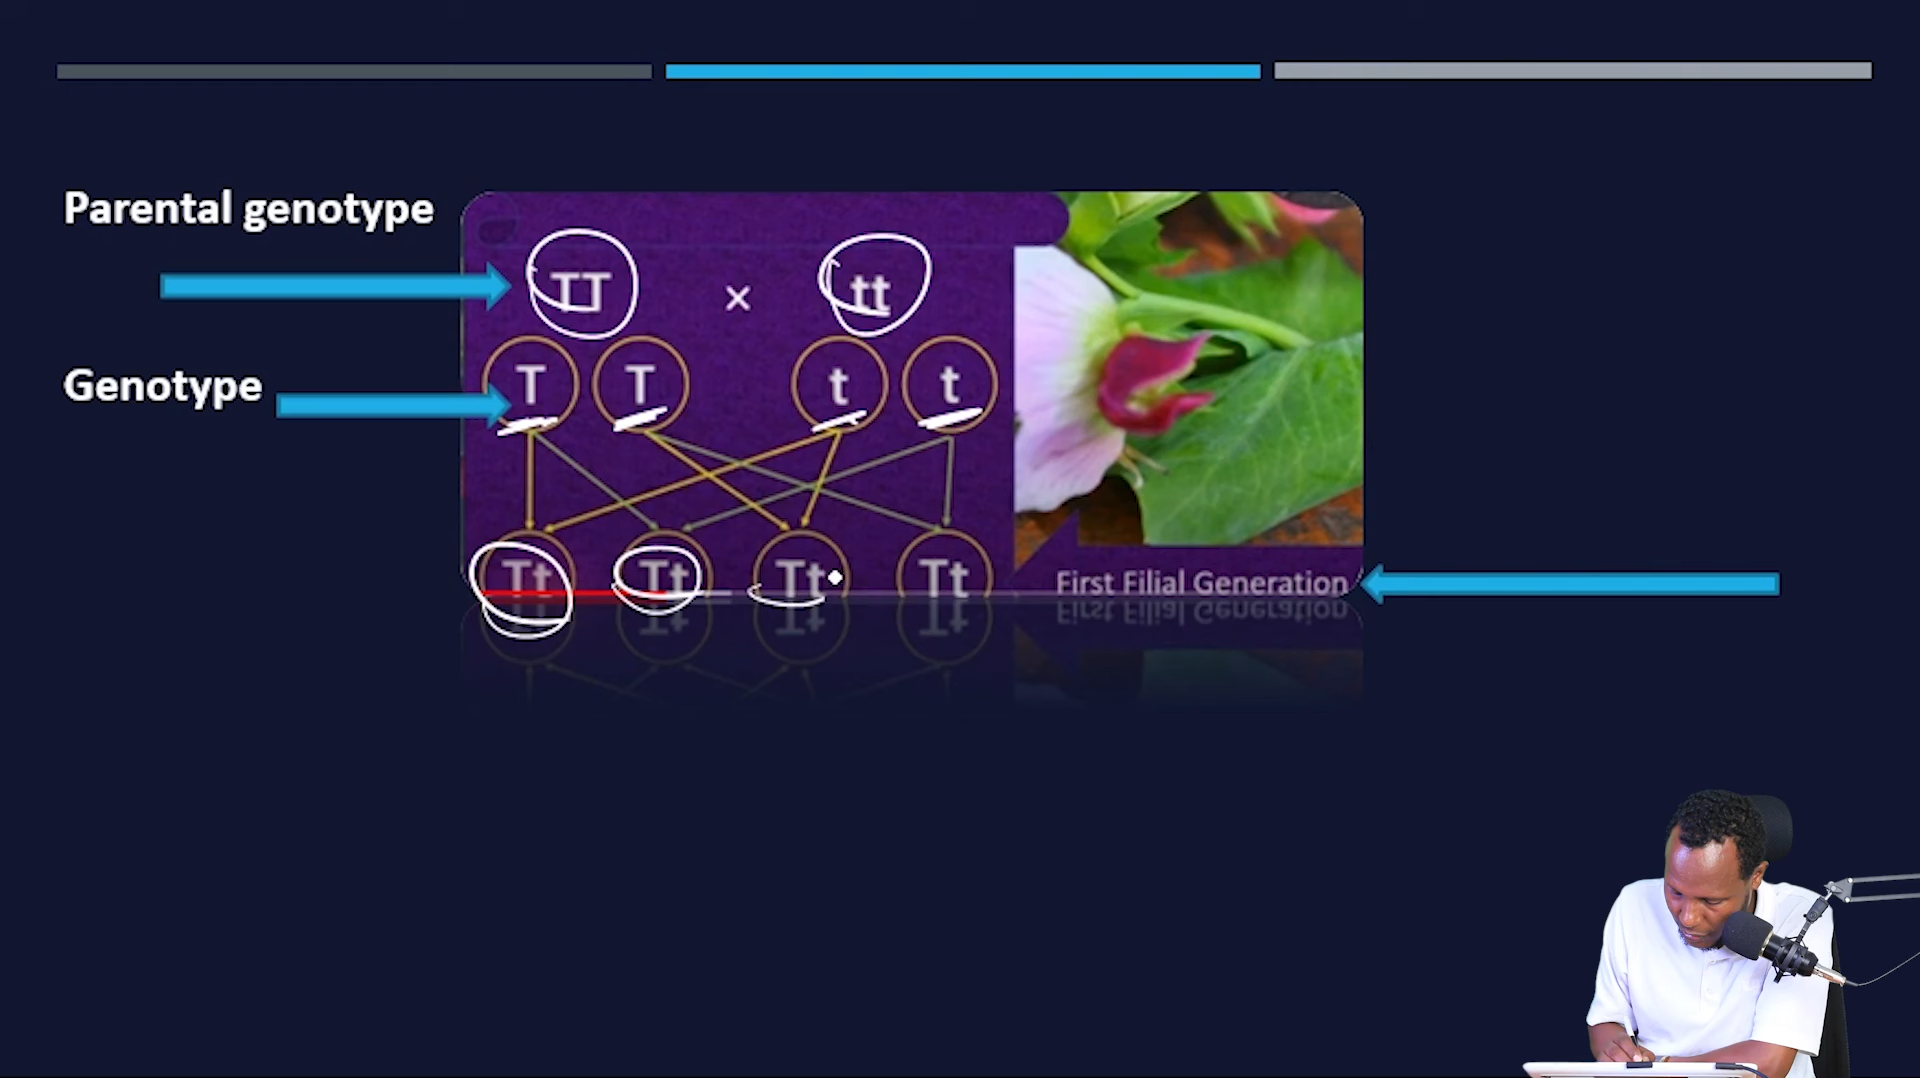 Parental genotype
TT × tt
Genotype
T T t t
Tt Tt Tt Tt
First Filial Generation